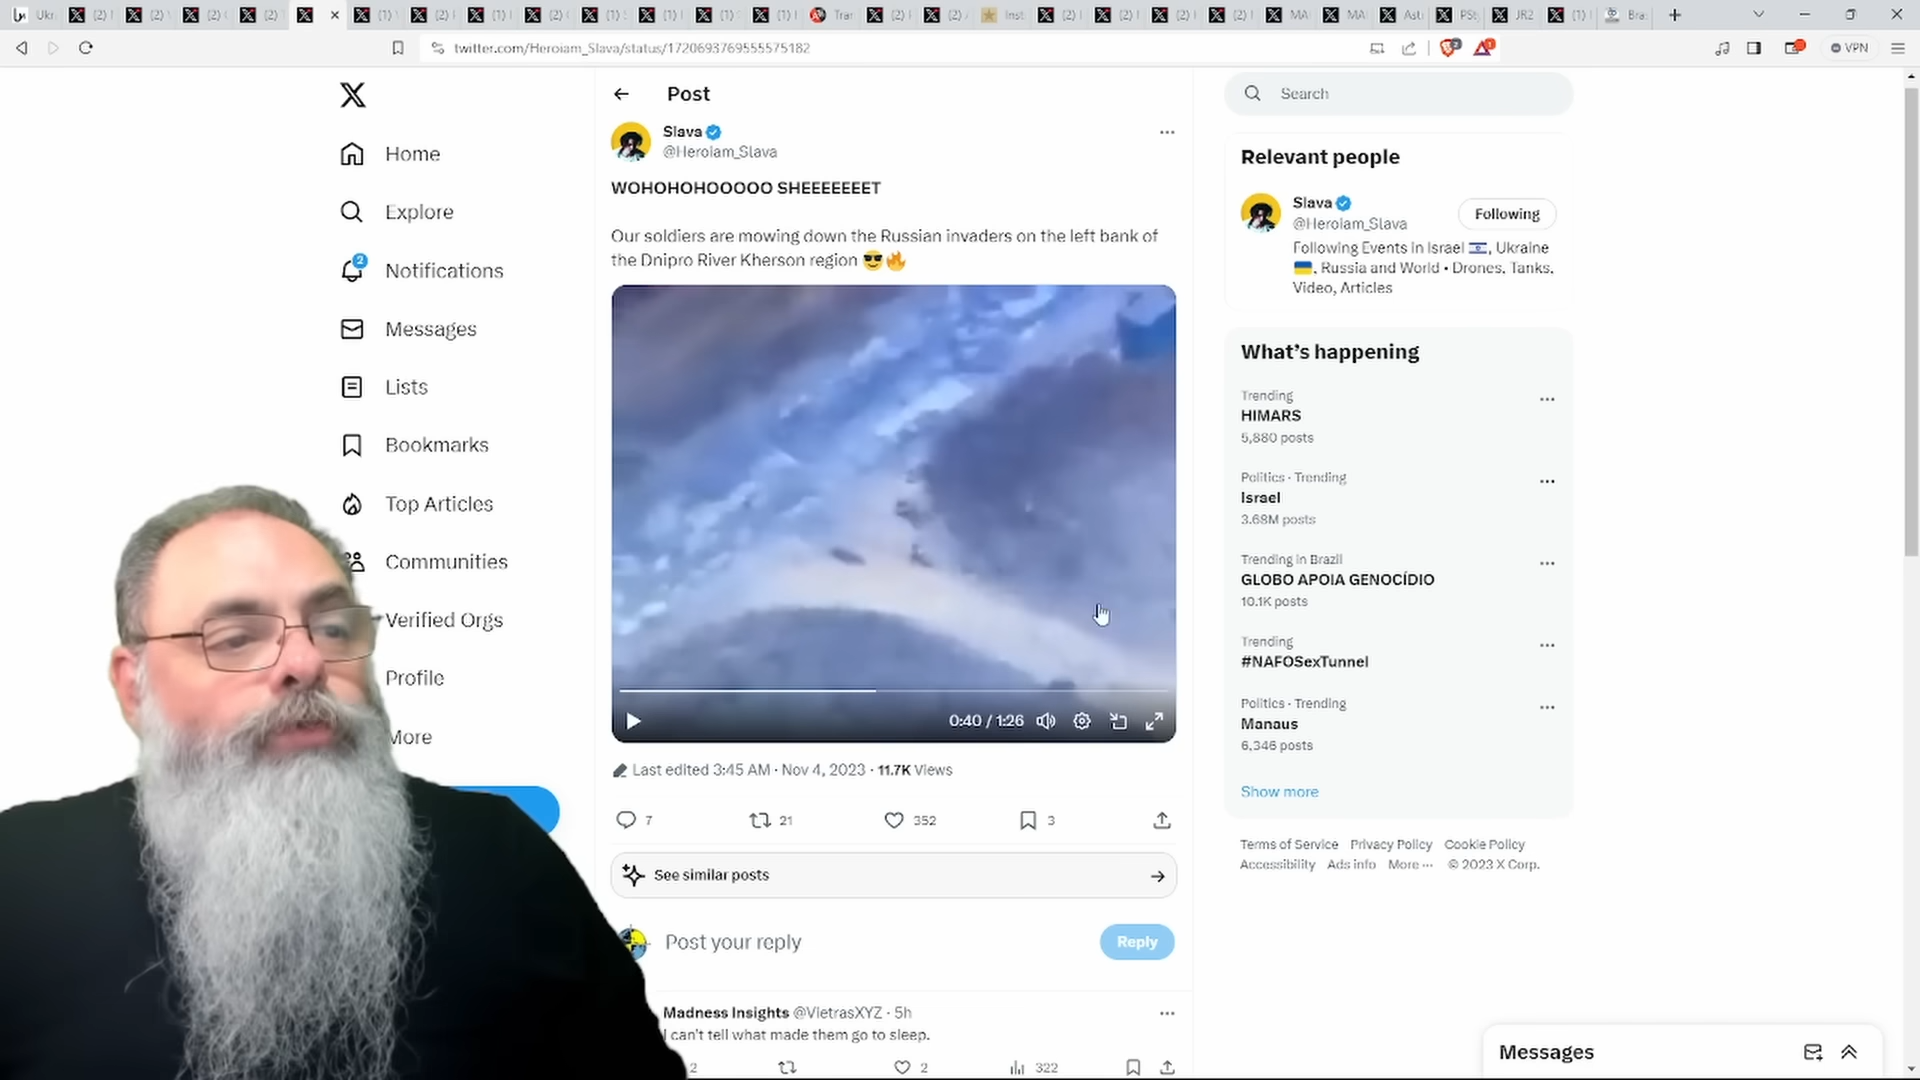 twitter.com/Heroiam_Slava/status/1720693769555575182
VPN
Home
Explore
2
Notifications
Messages
Lists
Bookmarks
Top Articles
Communities
Verified Orgs
Profile
More
Post
Slava
@Heroiam_Slava
WOHOHOHOOOOO SHEEEEEEET
Our soldiers are mowing down the Russian invaders on the left bank of
the Dnipro River Kherson region 😎🔥
0:40 / 1:26
Last edited 3:45 AM · Nov 4, 2023 · 11.7K Views
7
21
352
3
See similar posts
Post your reply
Reply
Madness Insights @VietrasXYZ · 5h
I can't tell what made them go to sleep.
2
2
322
Search
Relevant people
Slava
@Heroiam_Slava
Following
Following Events in Israel 🇮🇱, Ukraine
🇺🇦, Russia and World • Drones, Tanks,
Video, Articles
What's happening
Trending
HIMARS
5,880 posts
Politics · Trending
Israel
3.68M posts
Trending in Brazil
GLOBO APOIA GENOCÍDIO
10.1K posts
Trending
#NAFOSexTunnel
Politics · Trending
Manaus
6,346 posts
Show more
Terms of Service Privacy Policy Cookie Policy
Accessibility Ads info More ··· © 2023 X Corp.
Messages